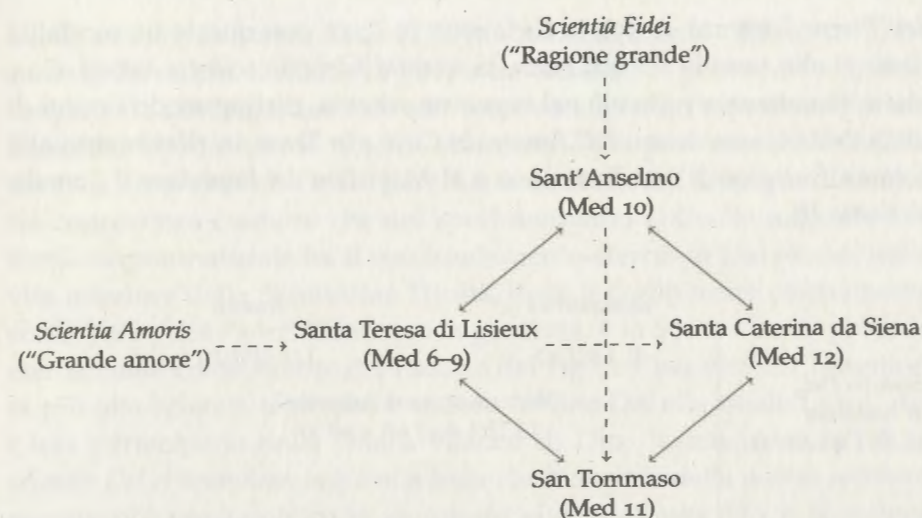 Scientia Fidei
(“Ragione grande”)
Sant’Anselmo
(Med 10)
Scientia Amoris
(“Grande amore”)
Santa Teresa di Lisieux
(Med 6–9)
Santa Caterina da Siena
(Med 12)
San Tommaso
(Med 11)